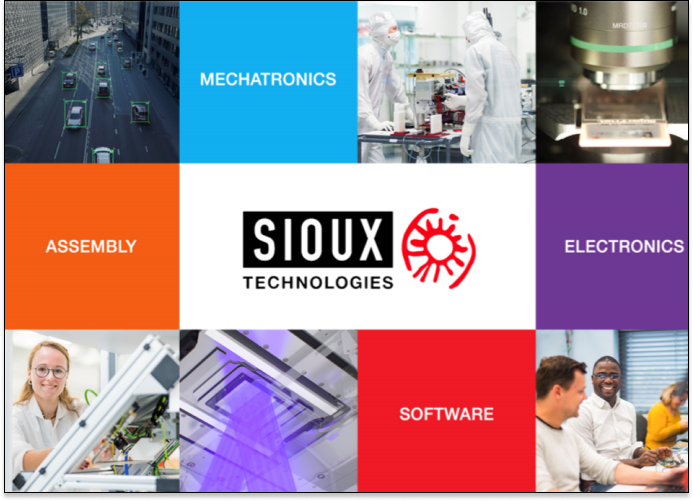 MECHATRONICS
ASSEMBLY
SIOUX
TECHNOLOGIES
ELECTRONICS
SOFTWARE